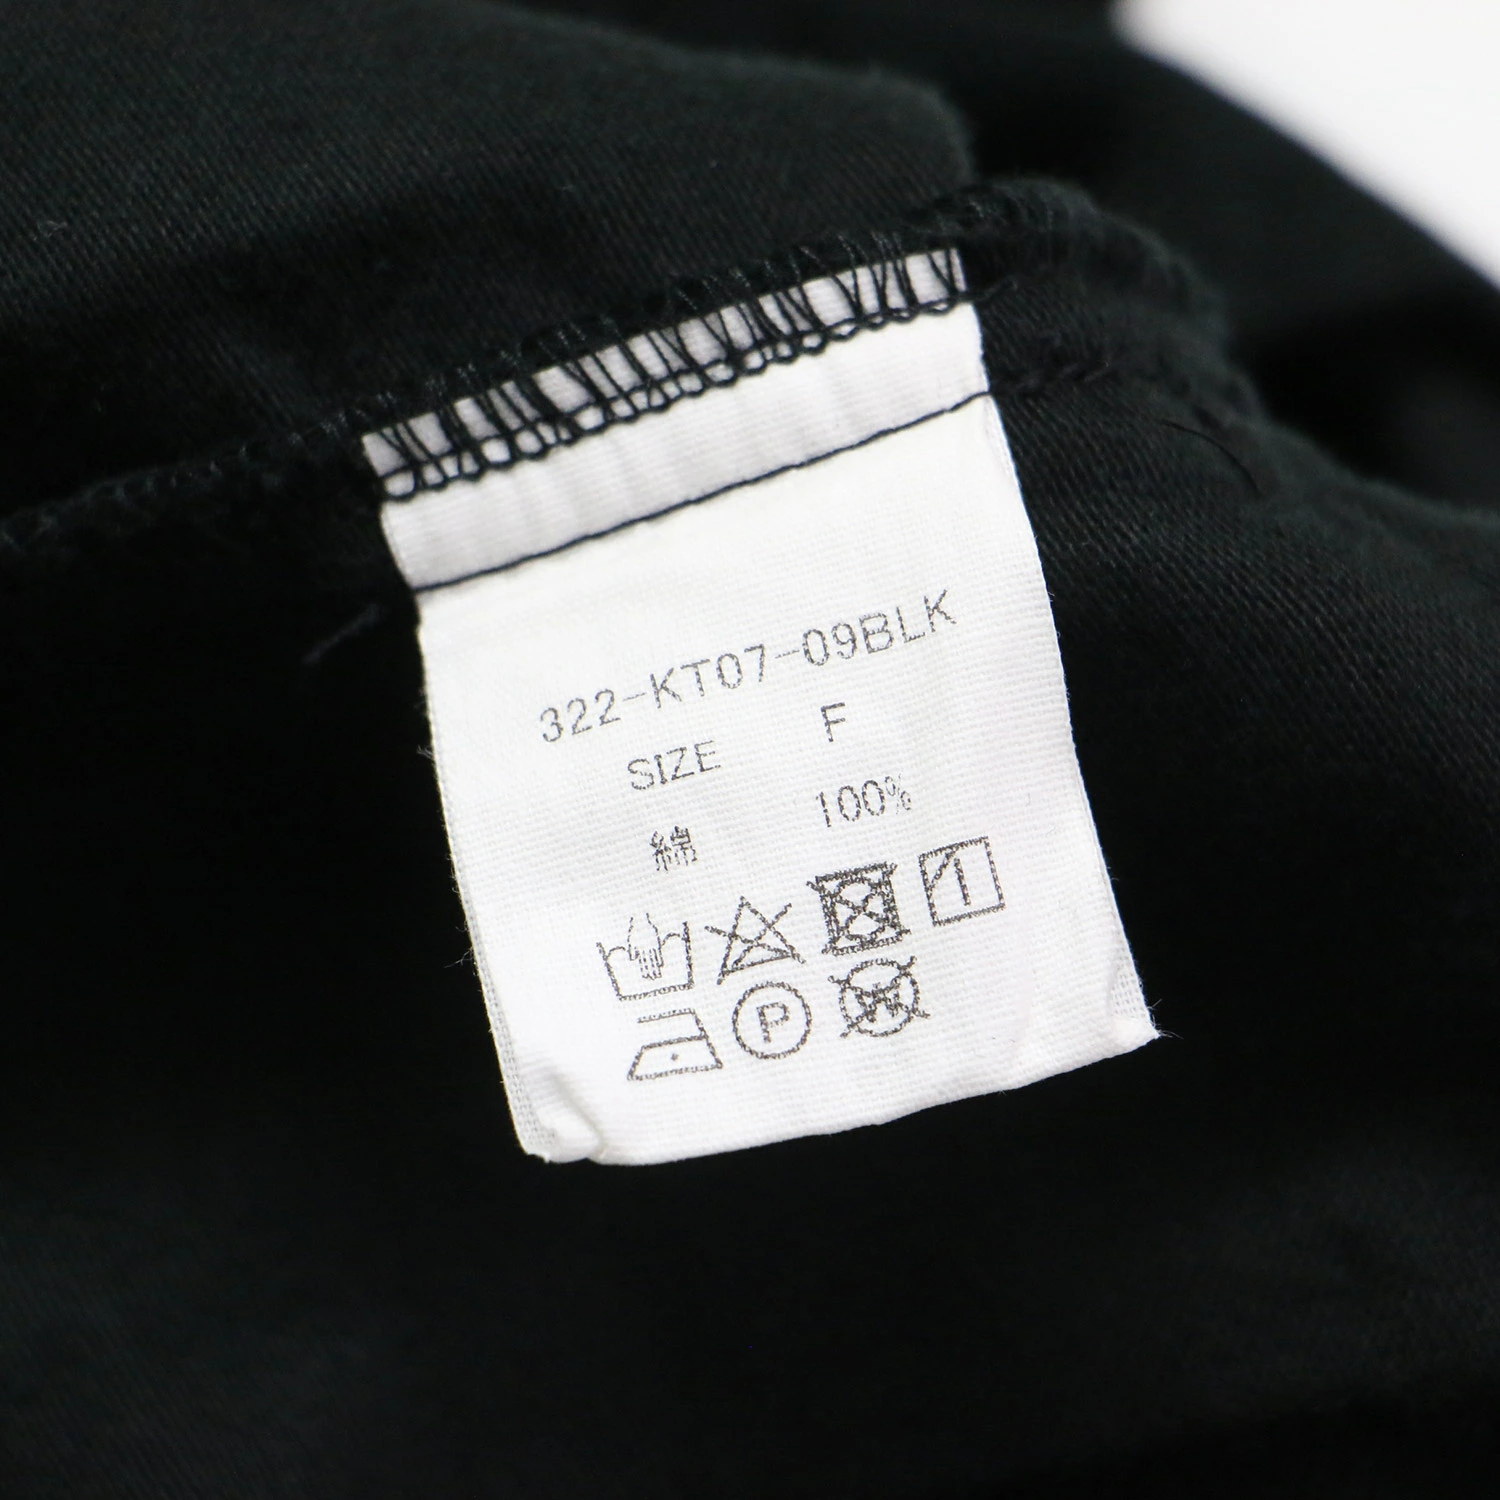 322-KT07-09BLK
SIZE F
綿 100%
P
W